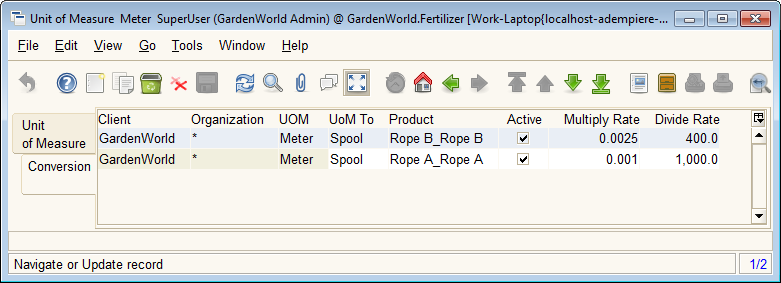 Unit of Measure  Meter  SuperUser (GardenWorld Admin) @ GardenWorld.Fertilizer [Work-Laptop{localhost-adempiere-...
File Edit View Go Tools Window Help
Unit
of Measure
Conversion
Client Organization UOM UoM To Product Active Multiply Rate Divide Rate
GardenWorld * Meter Spool Rope B_Rope B 0.0025 400.0
GardenWorld * Meter Spool Rope A_Rope A 0.001 1,000.0
Navigate or Update record 1/2